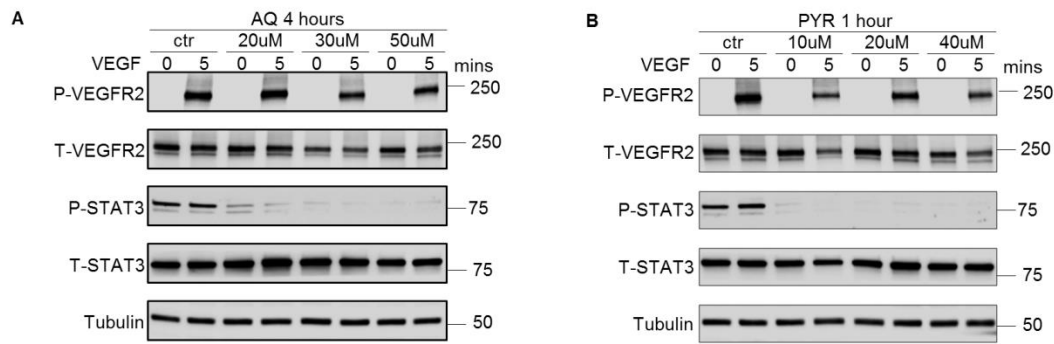 A
AQ 4 hours
ctr 20uM 30uM 50uM
VEGF 0 5 0 5 0 5 0 5 mins
P-VEGFR2 250
T-VEGFR2 250
P-STAT3 75
T-STAT3 75
Tubulin 50
B
PYR 1 hour
ctr 10uM 20uM 40uM
VEGF 0 5 0 5 0 5 0 5 mins
P-VEGFR2 250
T-VEGFR2 250
P-STAT3 75
T-STAT3 75
Tubulin 50